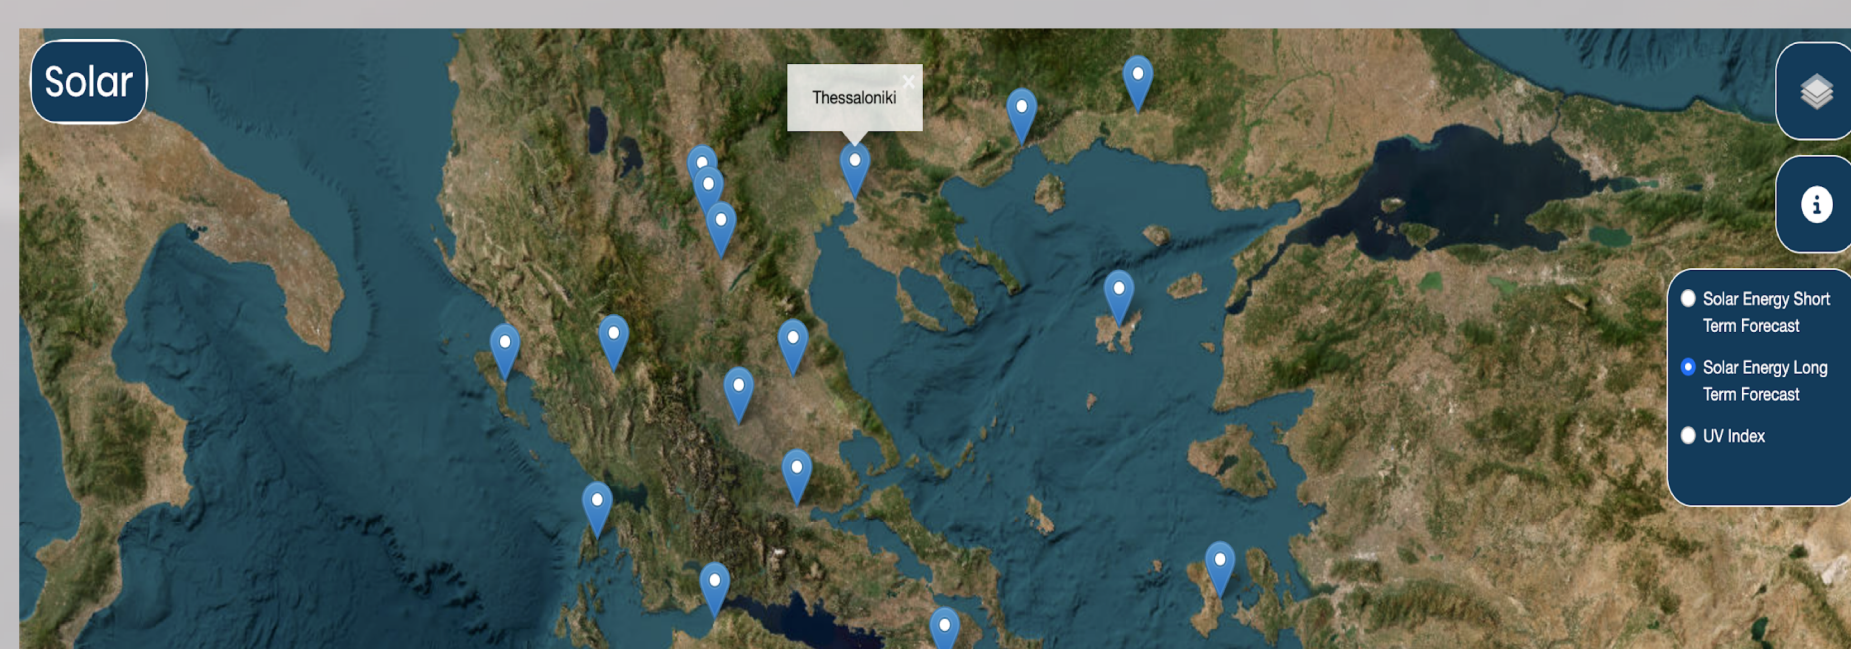 Solar
Thessaloniki
×
i
Solar Energy Short
Term Forecast
Solar Energy Long
Term Forecast
UV Index